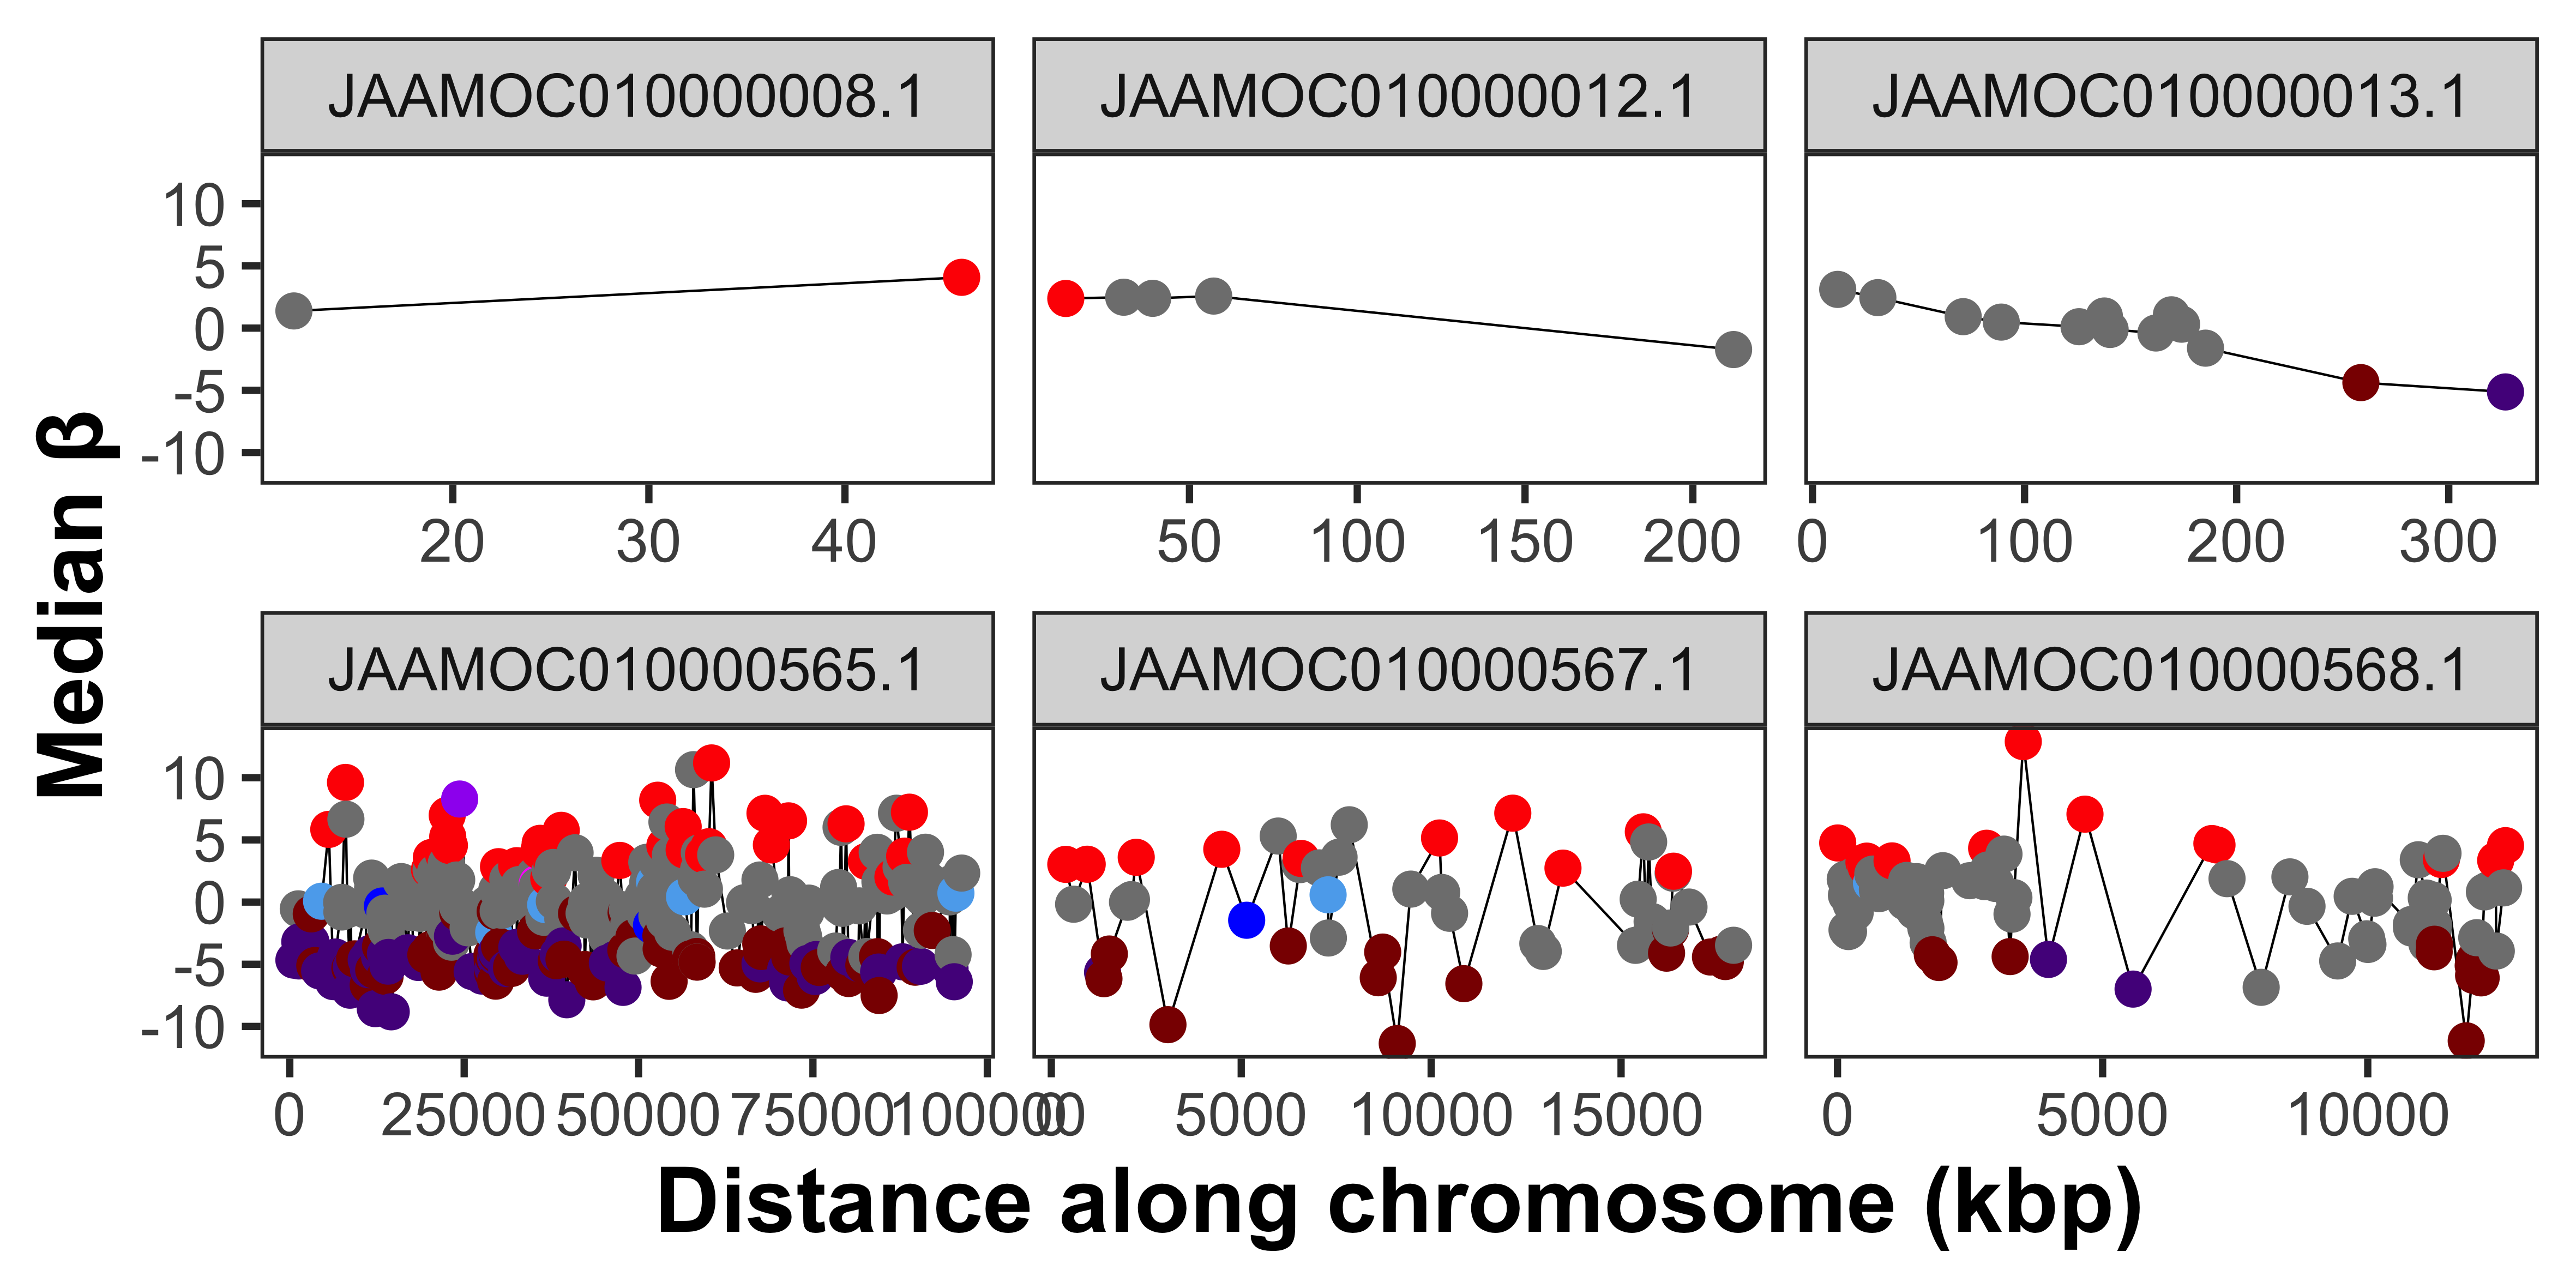 JAAMOC010000008.1 JAAMOC010000012.1 JAAMOC010000013.1
10
5
0
-5
-10
20 30 40 50 100 150 200 0 100 200 300
Median β
JAAMOC010000565.1 JAAMOC010000567.1 JAAMOC010000568.1
10
5
0
-5
-10
0 25000 50000 75000 100000 0 5000 10000 15000 0 5000 10000
Distance along chromosome (kbp)